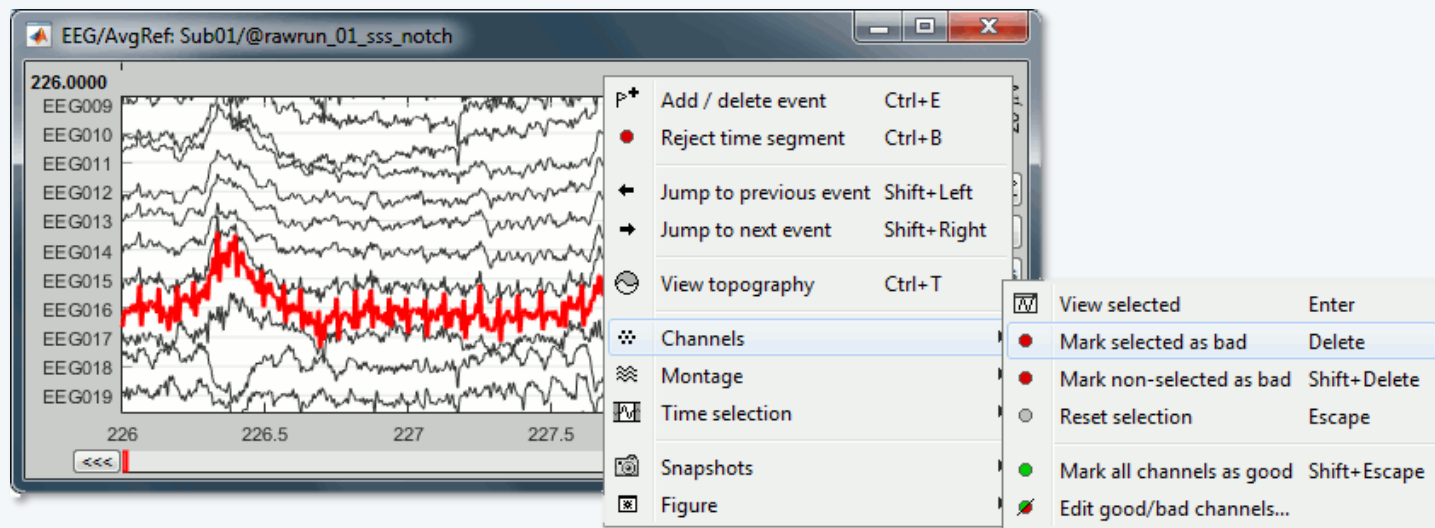 EEG/AvgRef: Sub01/@rawrun_01_sss_notch
226.0000
EEG009
EEG010
EEG011
EEG012
EEG013
EEG014
EEG015
EEG016
EEG017
EEG018
EEG019
226 226.5 227 227.5
<<<
Add / delete event Ctrl+E
Reject time segment Ctrl+B
Jump to previous event Shift+Left
Jump to next event Shift+Right
View topography Ctrl+T
Channels
Montage
Time selection
Snapshots
Figure
View selected Enter
Mark selected as bad Delete
Mark non-selected as bad Shift+Delete
Reset selection Escape
Mark all channels as good Shift+Escape
Edit good/bad channels...